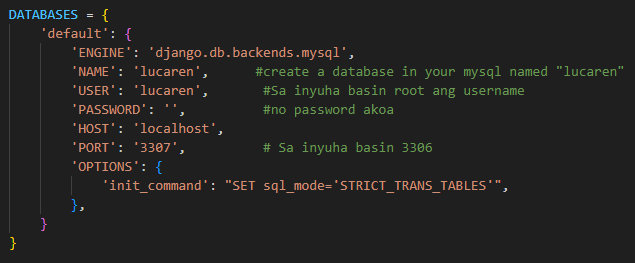 DATABASES = {
    'default': {
        'ENGINE': 'django.db.backends.mysql',
        'NAME': 'lucaren',      #create a database in your mysql named "lucaren"
        'USER': 'lucaren',       #Sa inyuha basin root ang username
        'PASSWORD': '',          #no password akoa
        'HOST': 'localhost',
        'PORT': '3307',          # Sa inyuha basin 3306
        'OPTIONS': {
            'init_command': "SET sql_mode='STRICT_TRANS_TABLES'",
        },
    }
}